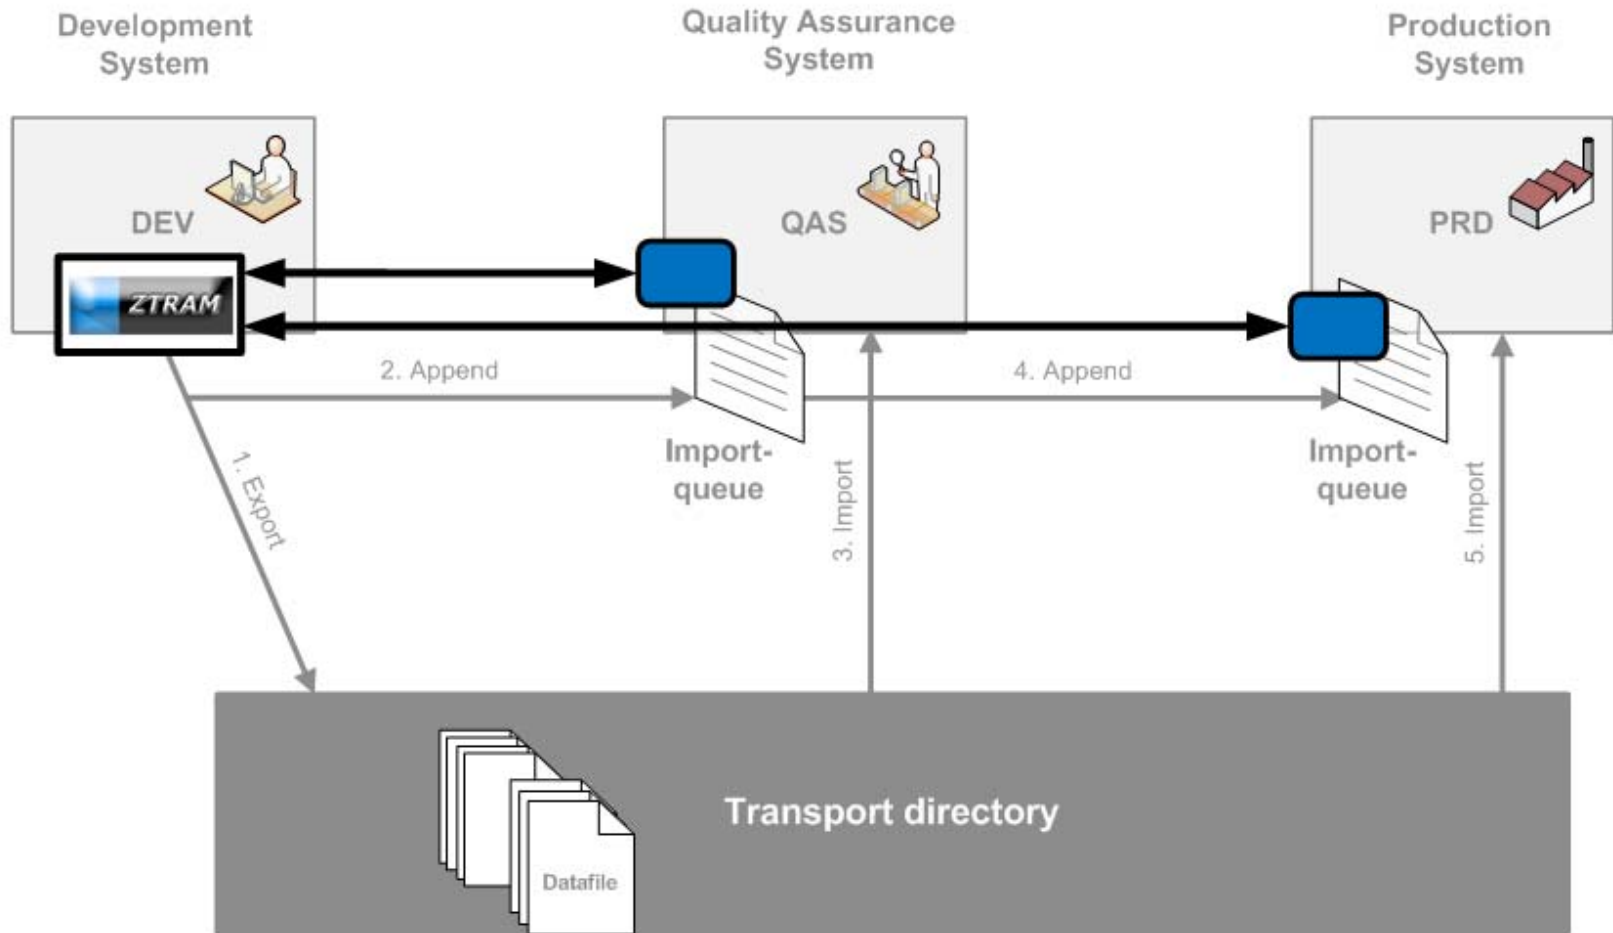 Development
System
Quality Assurance
System
Production
System
DEV
QAS
PRD
ZTRAM
2. Append
4. Append
Import-
queue
Import-
queue
1. Export
3. Import
5. Import
Transport directory
Datafile